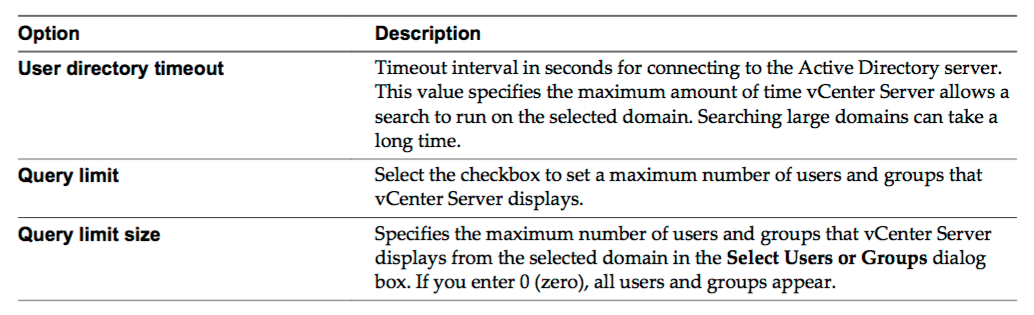 Option Description
User directory timeout Timeout interval in seconds for connecting to the Active Directory server.
This value specifies the maximum amount of time vCenter Server allows a
search to run on the selected domain. Searching large domains can take a
long time.
Query limit Select the checkbox to set a maximum number of users and groups that
vCenter Server displays.
Query limit size Specifies the maximum number of users and groups that vCenter Server
displays from the selected domain in the Select Users or Groups dialog
box. If you enter 0 (zero), all users and groups appear.